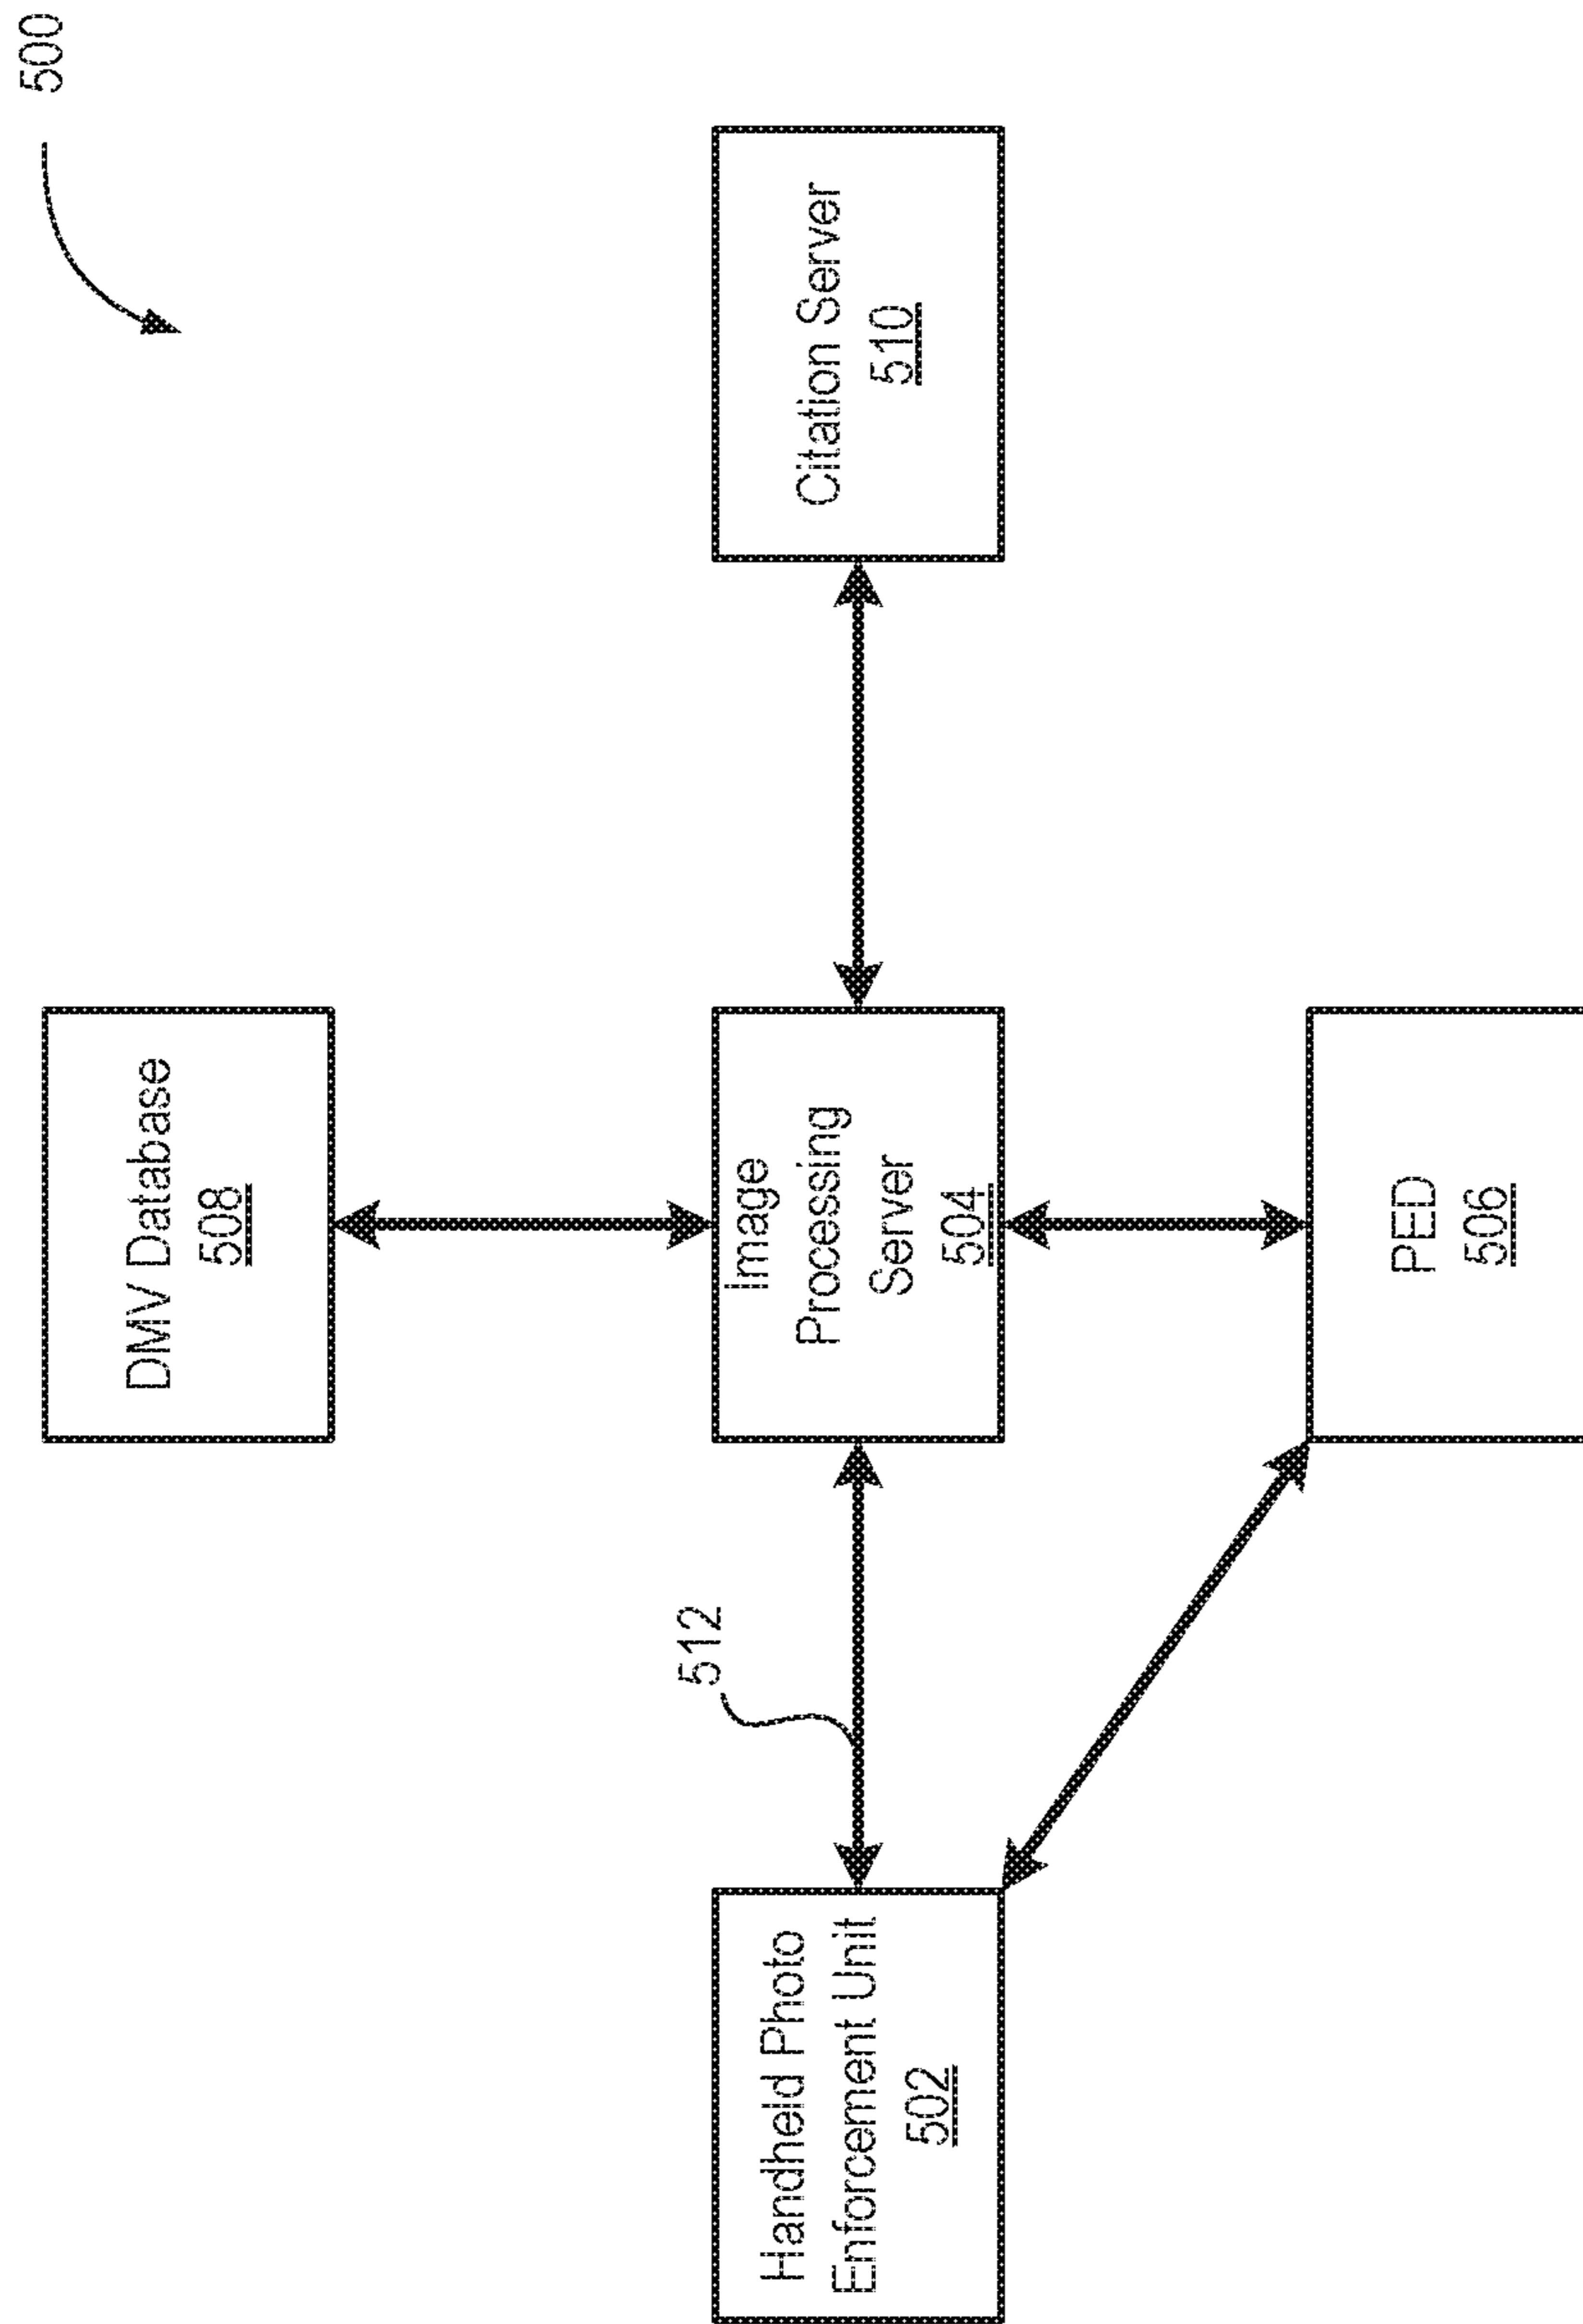 500
DMV Database
508
Handheld Photo
Enforcement Unit
502
512
Image
Processing
Server
504
Citation Server
510
PED
506